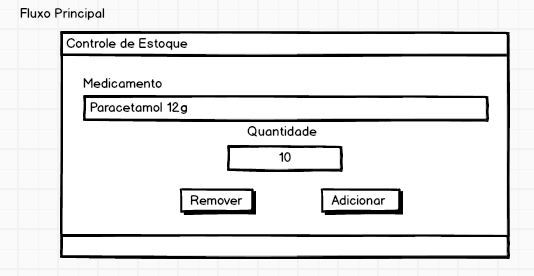 Fluxo Principal
Controle de Estoque
Medicamento
Paracetamol 12g
Quantidade
10
Remover Adicionar